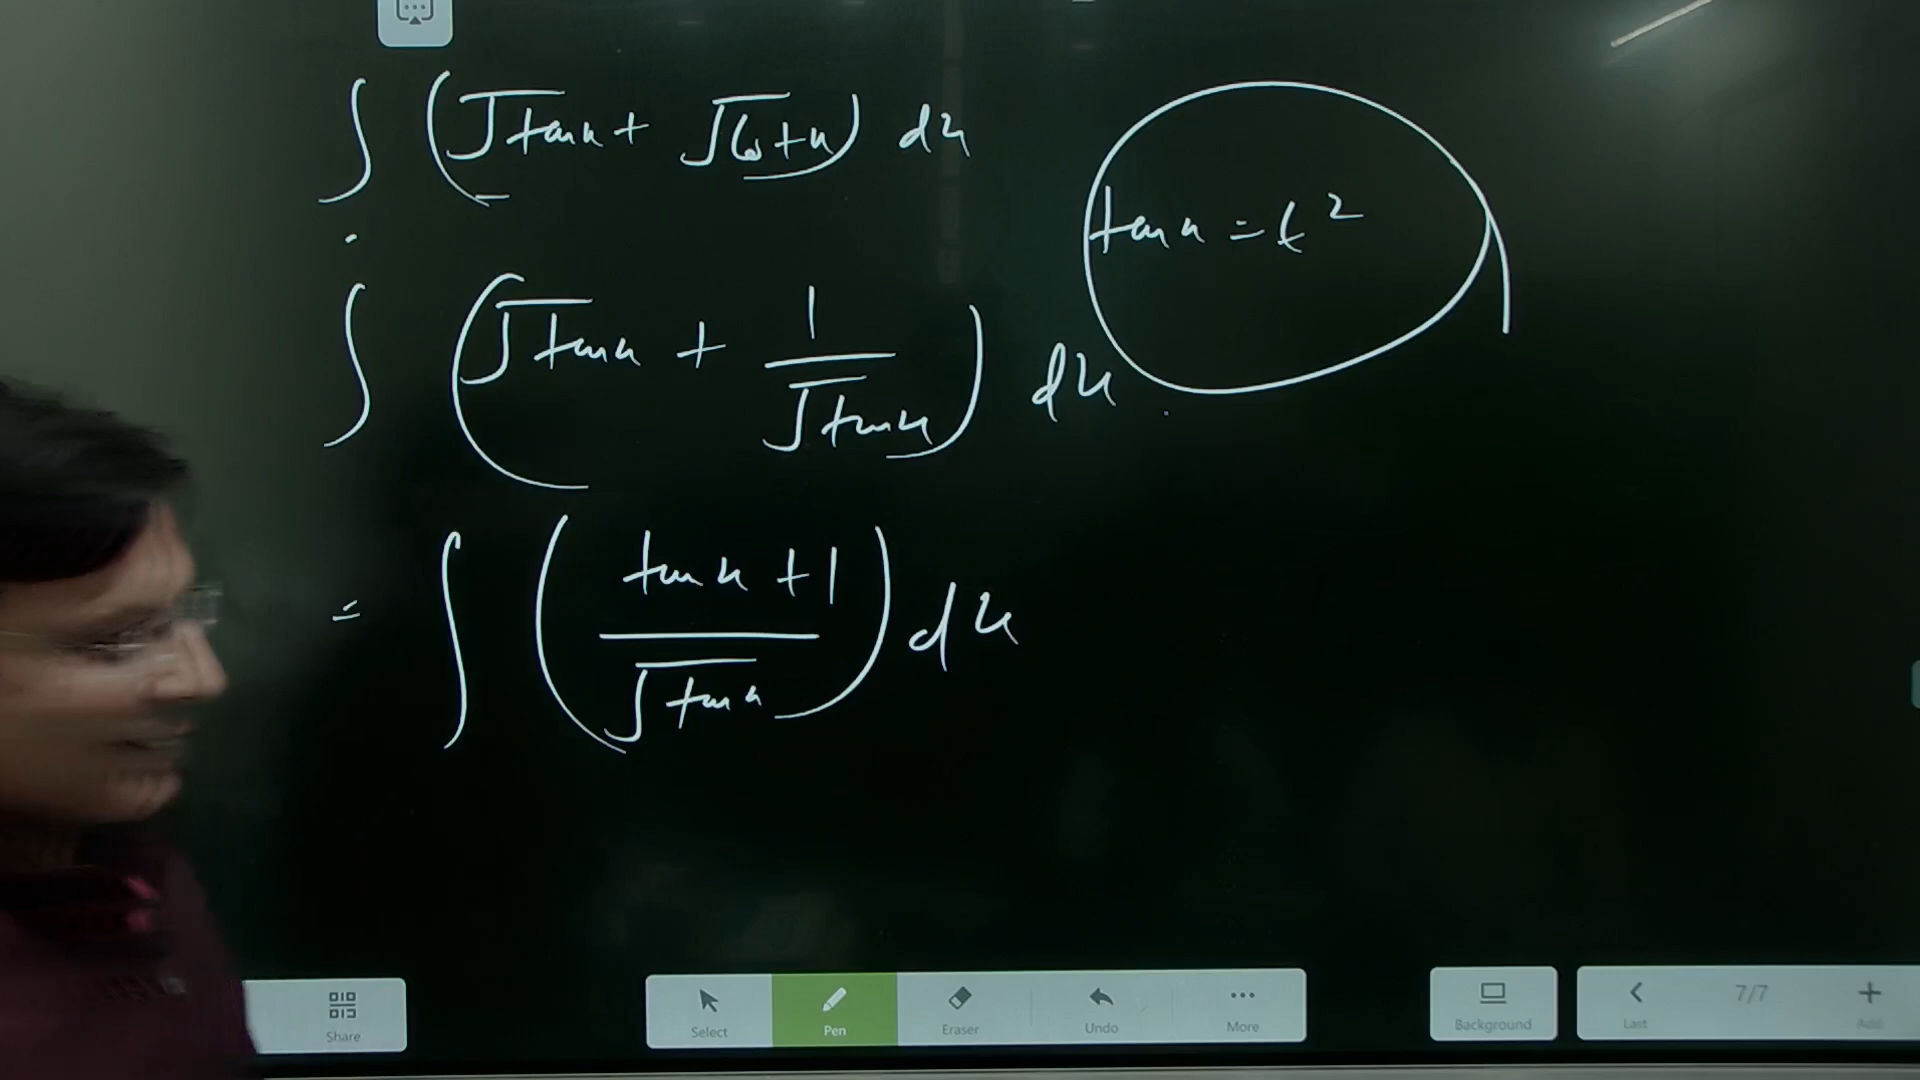 ∫ (√tanx + √cotx) dx
tanx = t²
∫ (√tanx + 1/√tanx) dx
= ∫ (tanx + 1/√tanx) dx
Share
Select
Pen
Eraser
Undo
More
Background
Last
7/7
Add